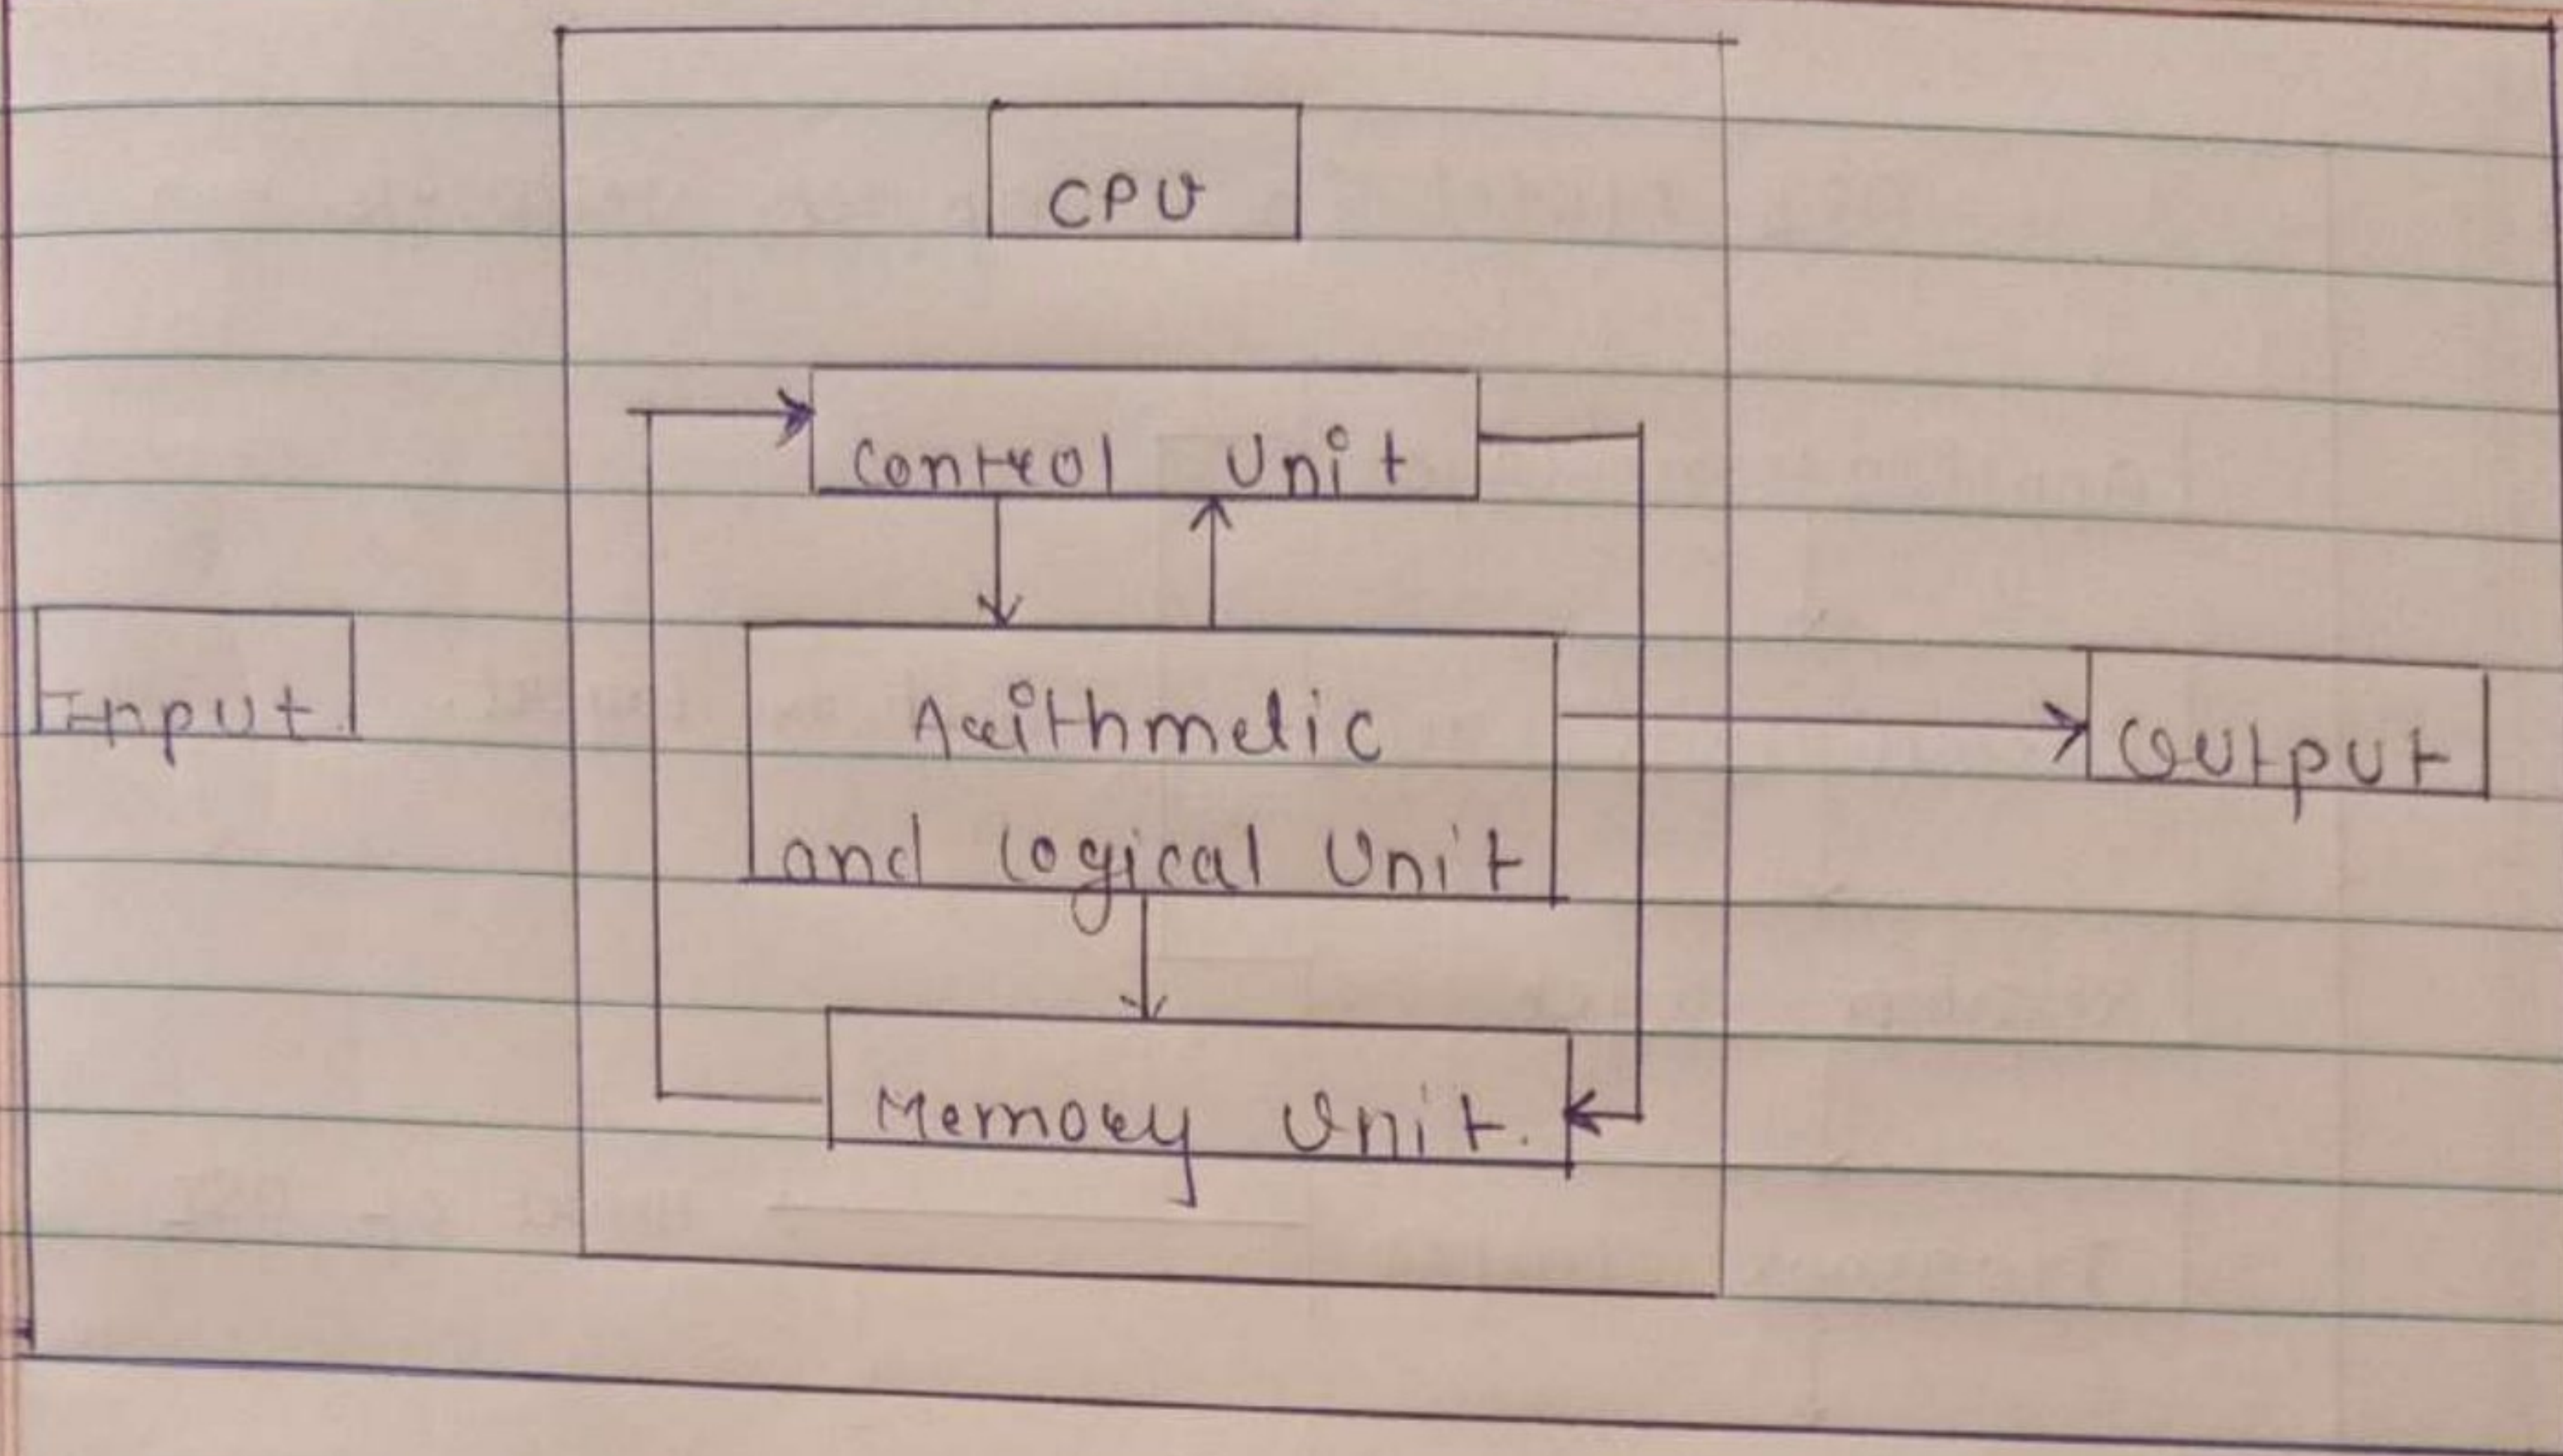 CPU
Control Unit
Input.
Arithmetic
and logical Unit
Output
Memory Unit.